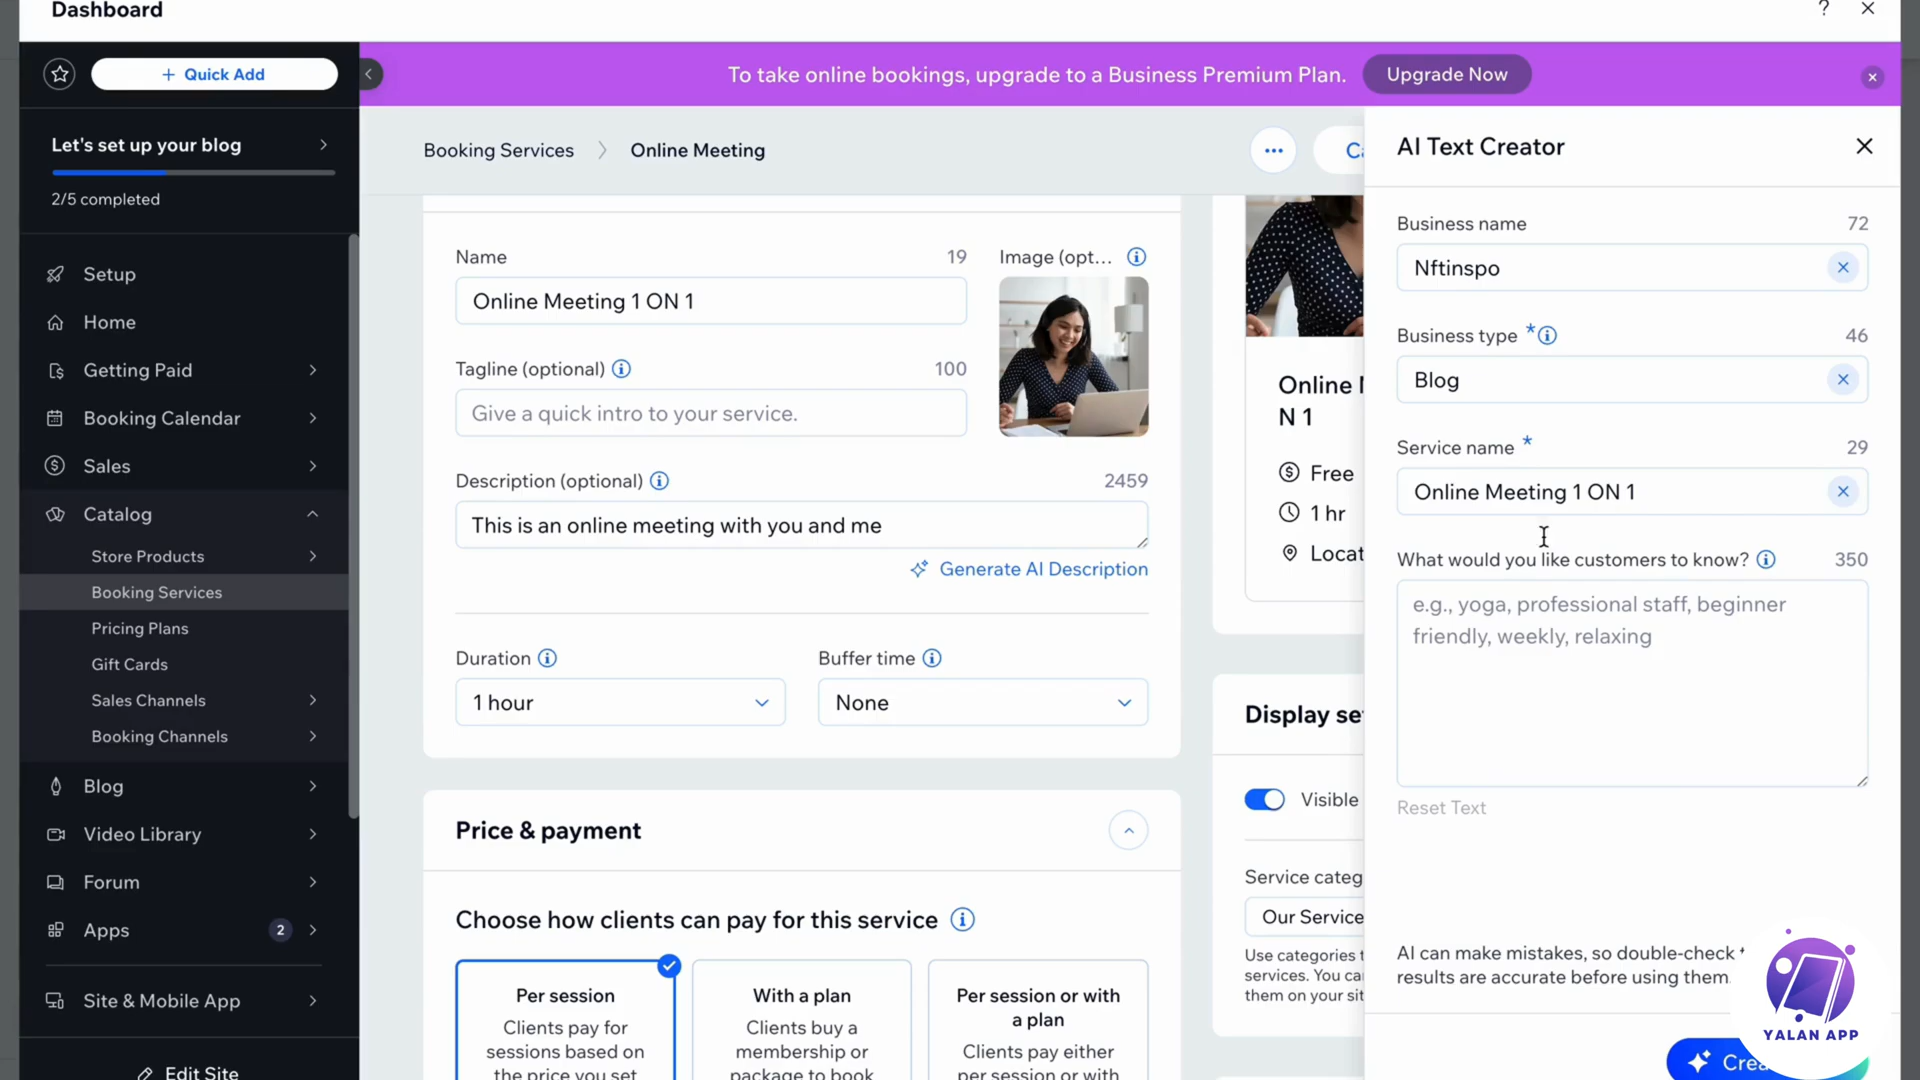 Dashboard
?
Quick Add
To take online bookings, upgrade to a Business Premium Plan.
Upgrade Now
Let's set up your blog
2/5 completed
Setup
Home
Getting Paid
Booking Calendar
Sales
Catalog
Store Products
Booking Services
Pricing Plans
Gift Cards
Sales Channels
Booking Channels
Blog
Video Library
Forum
Apps
2
Site & Mobile App
Edit Site
Booking Services
Online Meeting
Name
19
Online Meeting 1 ON 1
Image (opt...
Tagline (optional)
100
Give a quick intro to your service.
Description (optional)
2459
This is an online meeting with you and me
Generate AI Description
Duration
1 hour
Buffer time
None
Price & payment
Choose how clients can pay for this service
Per session
Clients pay for
sessions based on
the price you set
With a plan
Clients buy a
membership or
package to book
Per session or with
a plan
Clients pay either
per session or with
Online
N 1
Free
1 hr
Display
Visible
Service
Our Service
Use categories
services. You
them on your
AI Text Creator
Business name
72
Nftinspo
Business type *
46
Blog
Service name *
29
Online Meeting 1 ON 1
What would you like customers to know?
350
e.g., yoga, professional staff, beginner
friendly, weekly, relaxing
Reset Text
AI can make mistakes, so double-check
results are accurate before using them.
YALAN APP